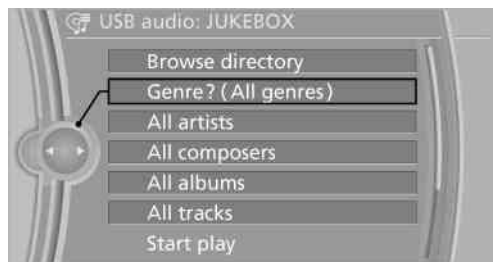 USB audio: JUKEBOX
Browse directory
Genre? (All genres)
All artists
All composers
All albums
All tracks
Start play